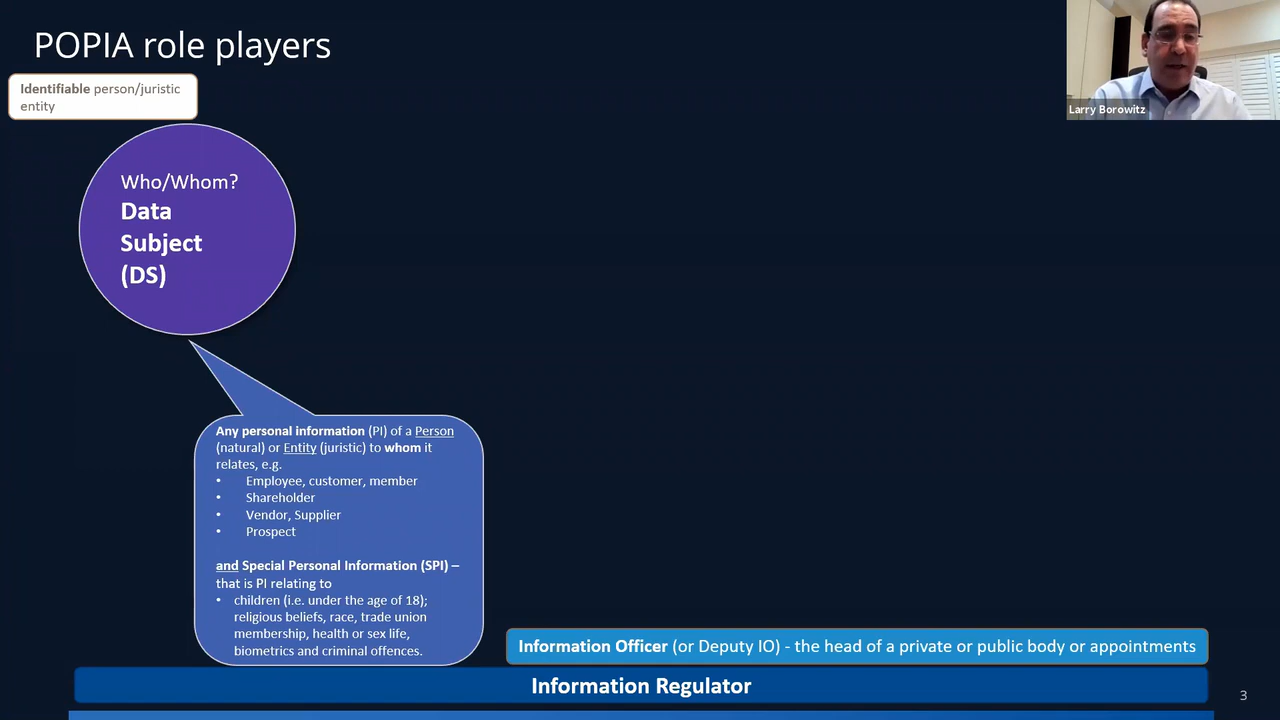 POPIA role players
Identifiable person/juristic
entity
Larry Borowitz
Who/Whom?
Data
Subject
(DS)
Any personal information (PI) of a Person
(natural) or Entity (juristic) to whom it
relates, e.g.
• Employee, customer, member
• Shareholder
• Vendor, Supplier
• Prospect
and Special Personal Information (SPI) –
that is PI relating to
• children (i.e. under the age of 18);
religious beliefs, race, trade union
membership, health or sex life,
biometrics and criminal offences.
Information Officer (or Deputy IO) - the head of a private or public body or appointments
Information Regulator
3